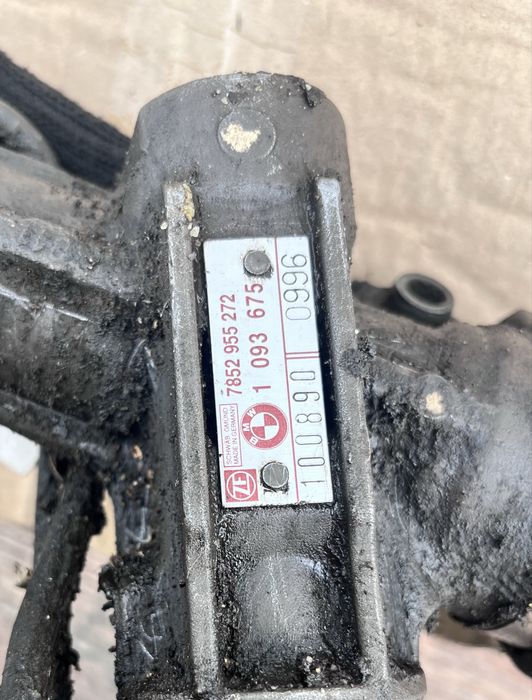 7852 955 272
ZF
SCHWÄB. GMÜND
MADE IN GERMANY
BMW
1 093 675
100890
0996